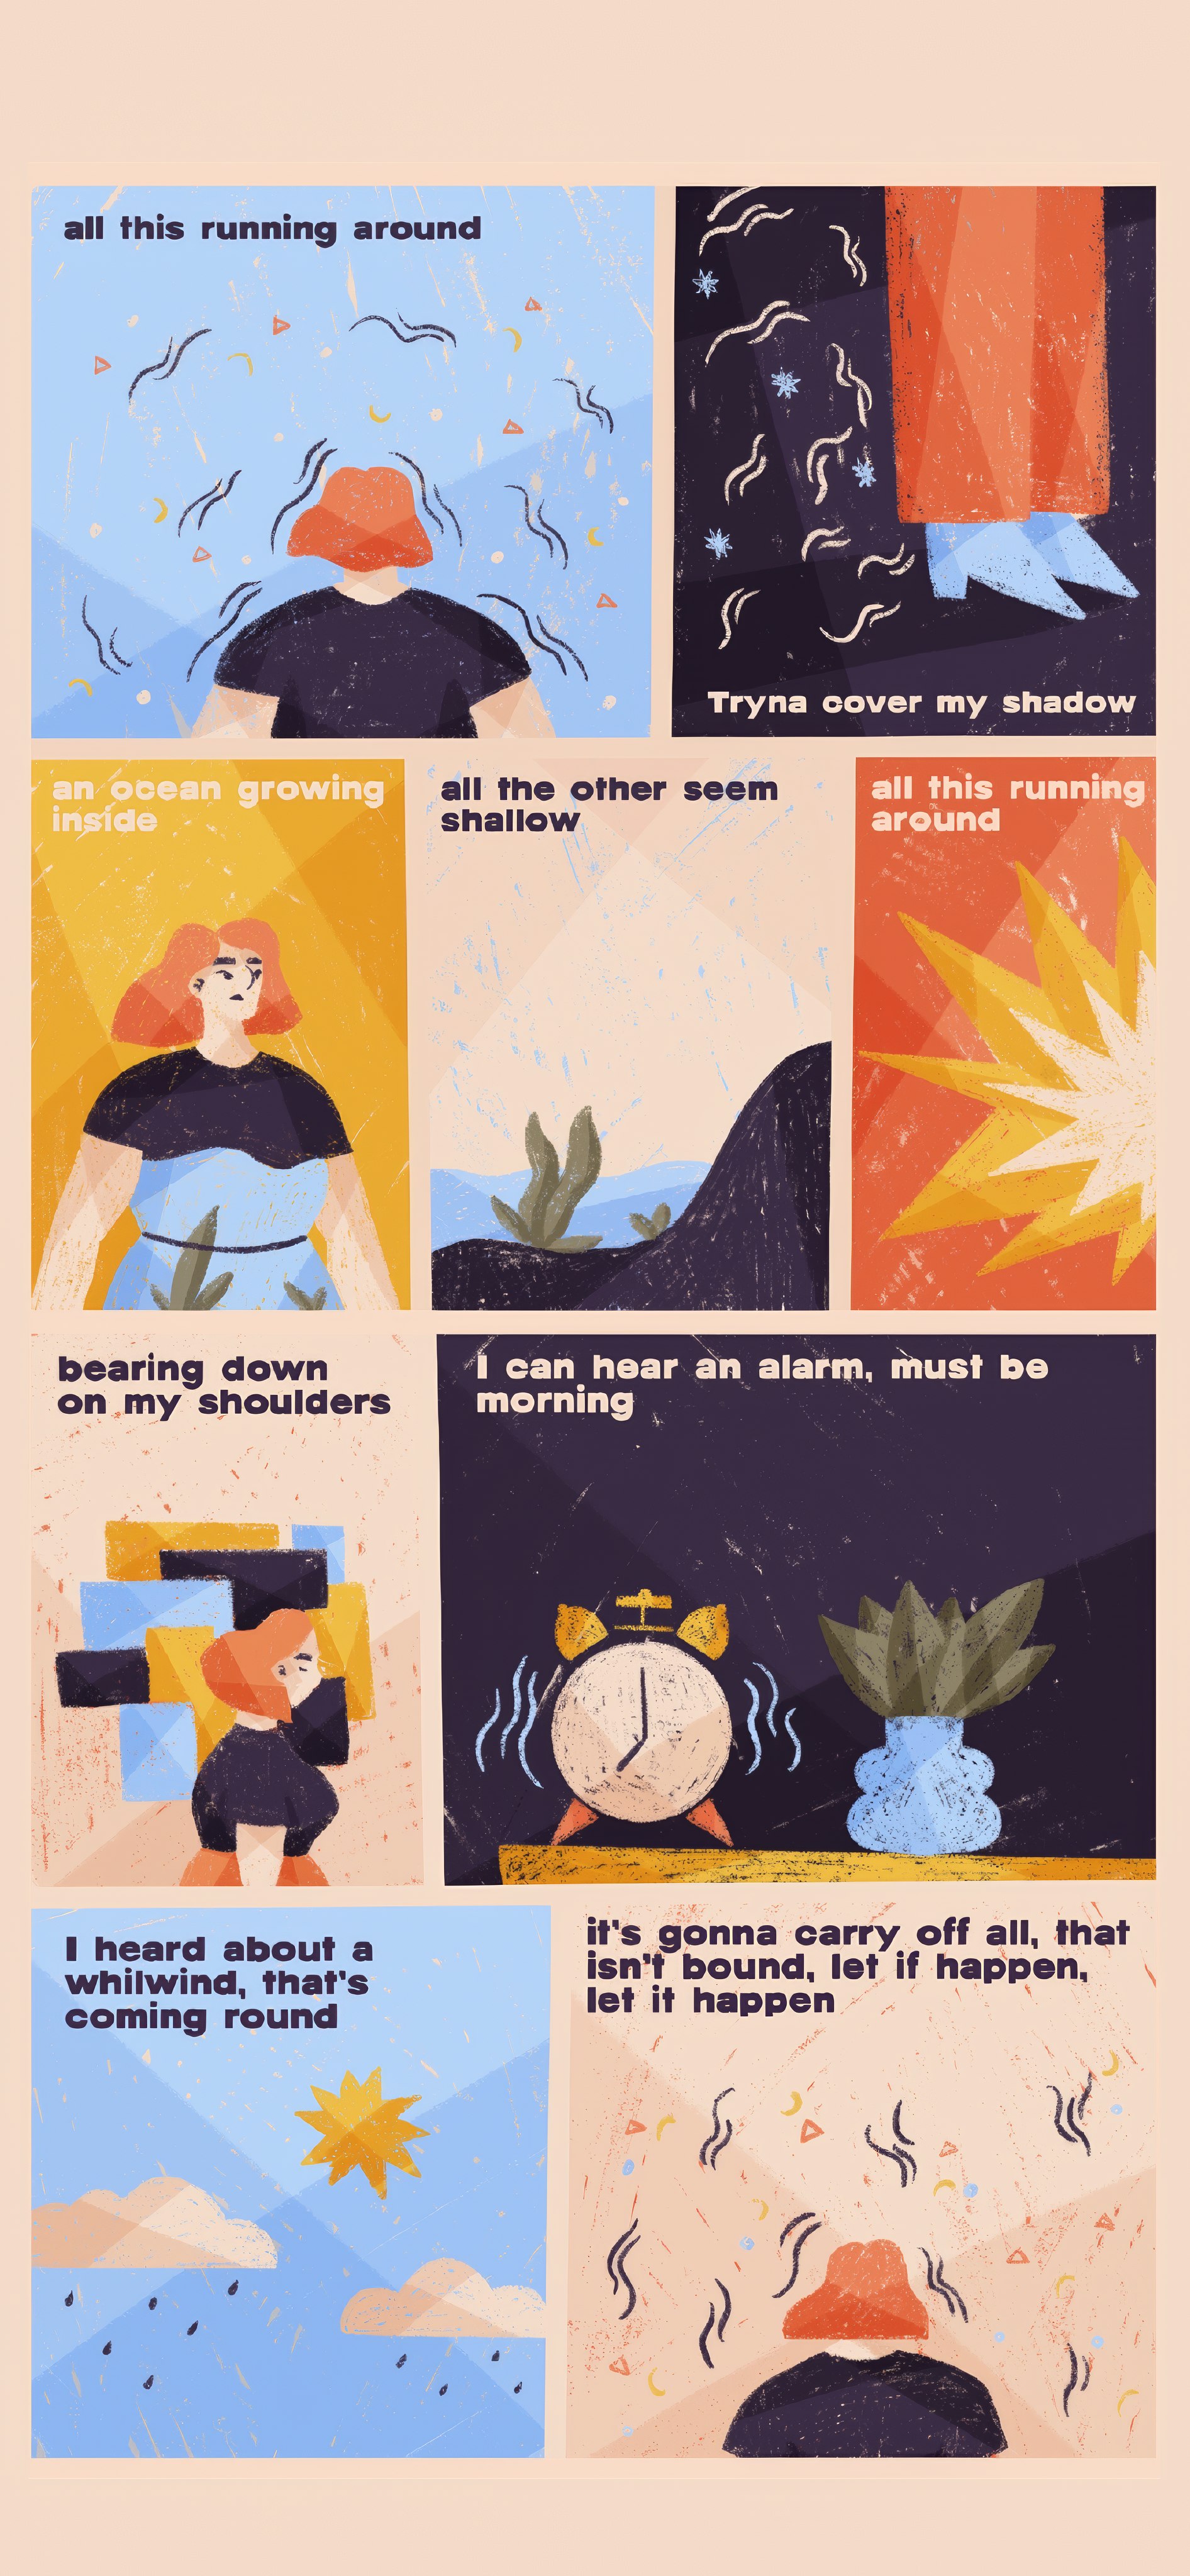 all this running around
Tryna cover my shadow
an ocean growing
inside
all the other seem
shallow
all this running
around
bearing down
on my shoulders
I can hear an alarm, must be
morning
I heard about a
whilwind, that's
coming round
it's gonna carry off all, that
isn't bound, let if happen,
let it happen